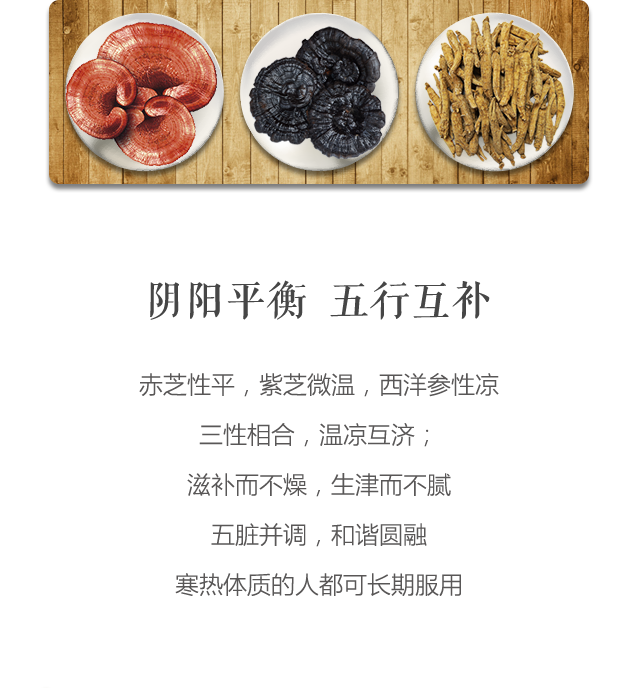 阴阳平衡 五行互补
赤芝性平，紫芝微温，西洋参性凉
三性相合，温凉互济；
滋补而不燥，生津而不腻
五脏并调，和谐圆融
寒热体质的人都可长期服用